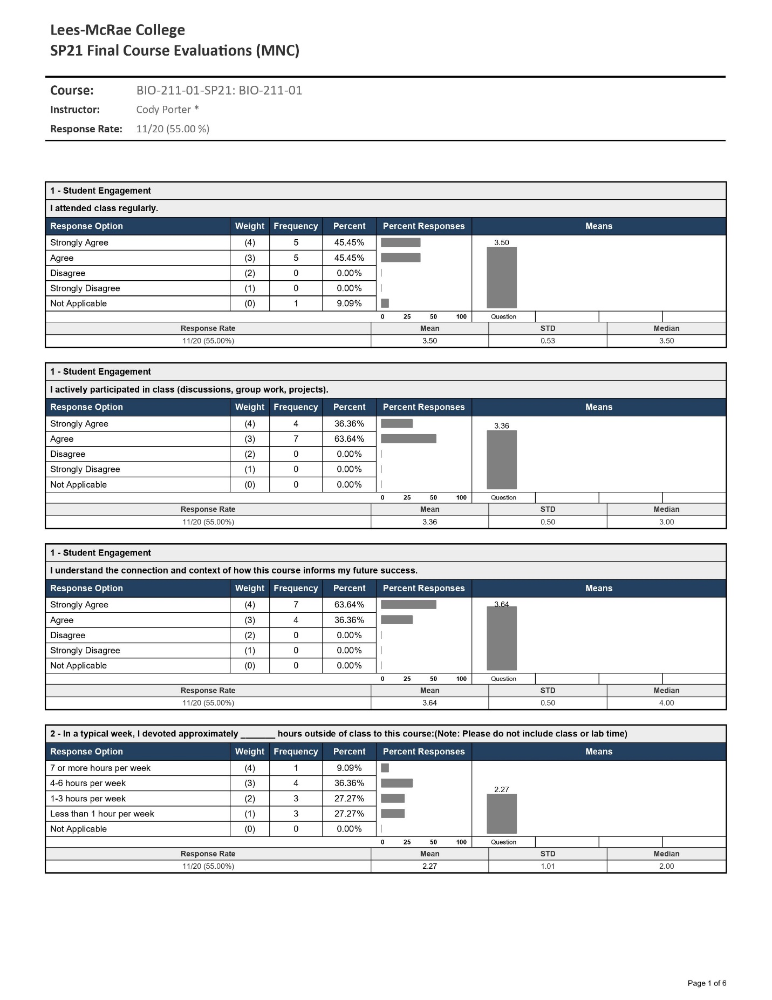 Lees-McRae College
SP21 Final Course Evaluations (MNC)
Course: BIO-211-01-SP21: BIO-211-01
Instructor: Cody Porter *
Response Rate: 11/20 (55.00 %)
1 - Student Engagement
I attended class regularly.
Response Option Weight Frequency Percent Percent Responses Means
Strongly Agree (4) 5 45.45% 3.50
Agree (3) 5 45.45%
Disagree (2) 0 0.00%
Strongly Disagree (1) 0 0.00%
Not Applicable (0) 1 9.09%
0 25 50 100 Question
Response Rate Mean STD Median
11/20 (55.00%) 3.50 0.53 3.50
1 - Student Engagement
I actively participated in class (discussions, group work, projects).
Response Option Weight Frequency Percent Percent Responses Means
Strongly Agree (4) 4 36.36% 3.36
Agree (3) 7 63.64%
Disagree (2) 0 0.00%
Strongly Disagree (1) 0 0.00%
Not Applicable (0) 0 0.00%
0 25 50 100 Question
Response Rate Mean STD Median
11/20 (55.00%) 3.36 0.50 3.00
1 - Student Engagement
I understand the connection and context of how this course informs my future success.
Response Option Weight Frequency Percent Percent Responses Means
Strongly Agree (4) 7 63.64% 3.64
Agree (3) 4 36.36%
Disagree (2) 0 0.00%
Strongly Disagree (1) 0 0.00%
Not Applicable (0) 0 0.00%
0 25 50 100 Question
Response Rate Mean STD Median
11/20 (55.00%) 3.64 0.50 4.00
2 - In a typical week, I devoted approximately _______ hours outside of class to this course:(Note: Please do not include class or lab time)
Response Option Weight Frequency Percent Percent Responses Means
7 or more hours per week (4) 1 9.09%
4-6 hours per week (3) 4 36.36% 2.27
1-3 hours per week (2) 3 27.27%
Less than 1 hour per week (1) 3 27.27%
Not Applicable (0) 0 0.00%
0 25 50 100 Question
Response Rate Mean STD Median
11/20 (55.00%) 2.27 1.01 2.00
Page 1 of 6